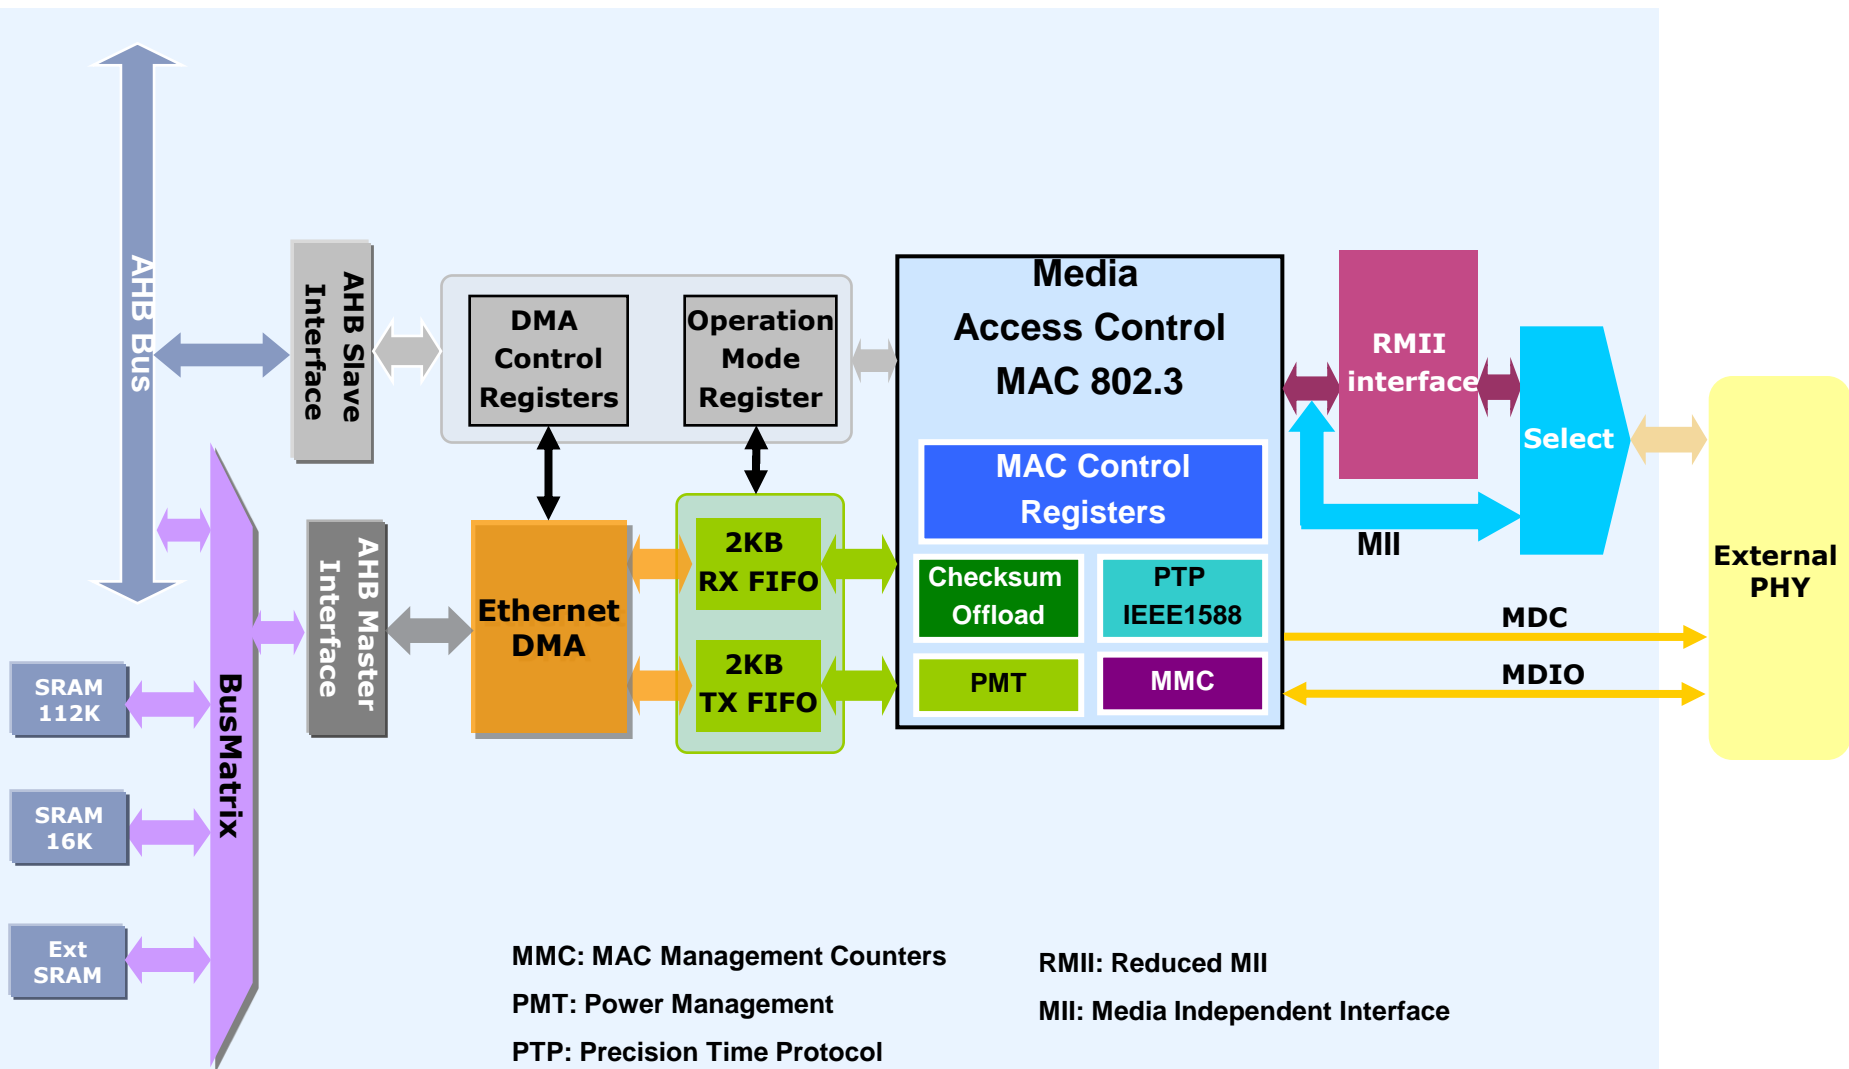 AHB Bus
AHB Slave
Interface
DMA
Control
Registers
Operation
Mode
Register
Media
Access Control
MAC 802.3
MAC Control
Registers
Checksum
Offload
PTP
IEEE1588
PMT
MMC
RMII
interface
Select
MII
External
PHY
MDC
MDIO
AHB Master
Interface
Ethernet
DMA
2KB
RX FIFO
2KB
TX FIFO
BusMatrix
SRAM
112K
SRAM
16K
Ext
SRAM
MMC: MAC Management Counters
PMT: Power Management
PTP: Precision Time Protocol
RMII: Reduced MII
MII: Media Independent Interface